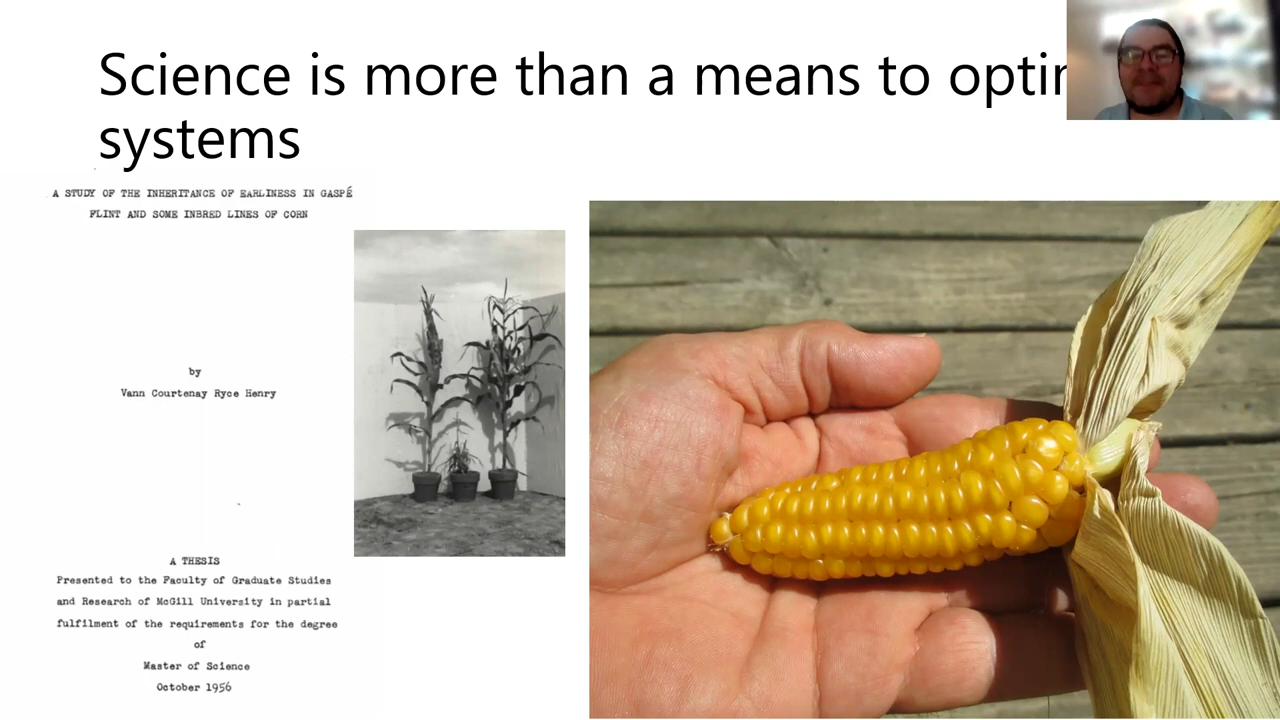 Science is more than a means to
systems
A STUDY OF THE INHERITANCE OF EARLINESS IN GASPÉ
FLINT AND SOME INBRED LINES OF CORN
by
Vann Courtenay Ryce Henry
A THESIS
Presented to the Faculty of Graduate Studies
and Research of McGill University in partial
fulfilment of the requirements for the degree
of
Master of Science
October 1956